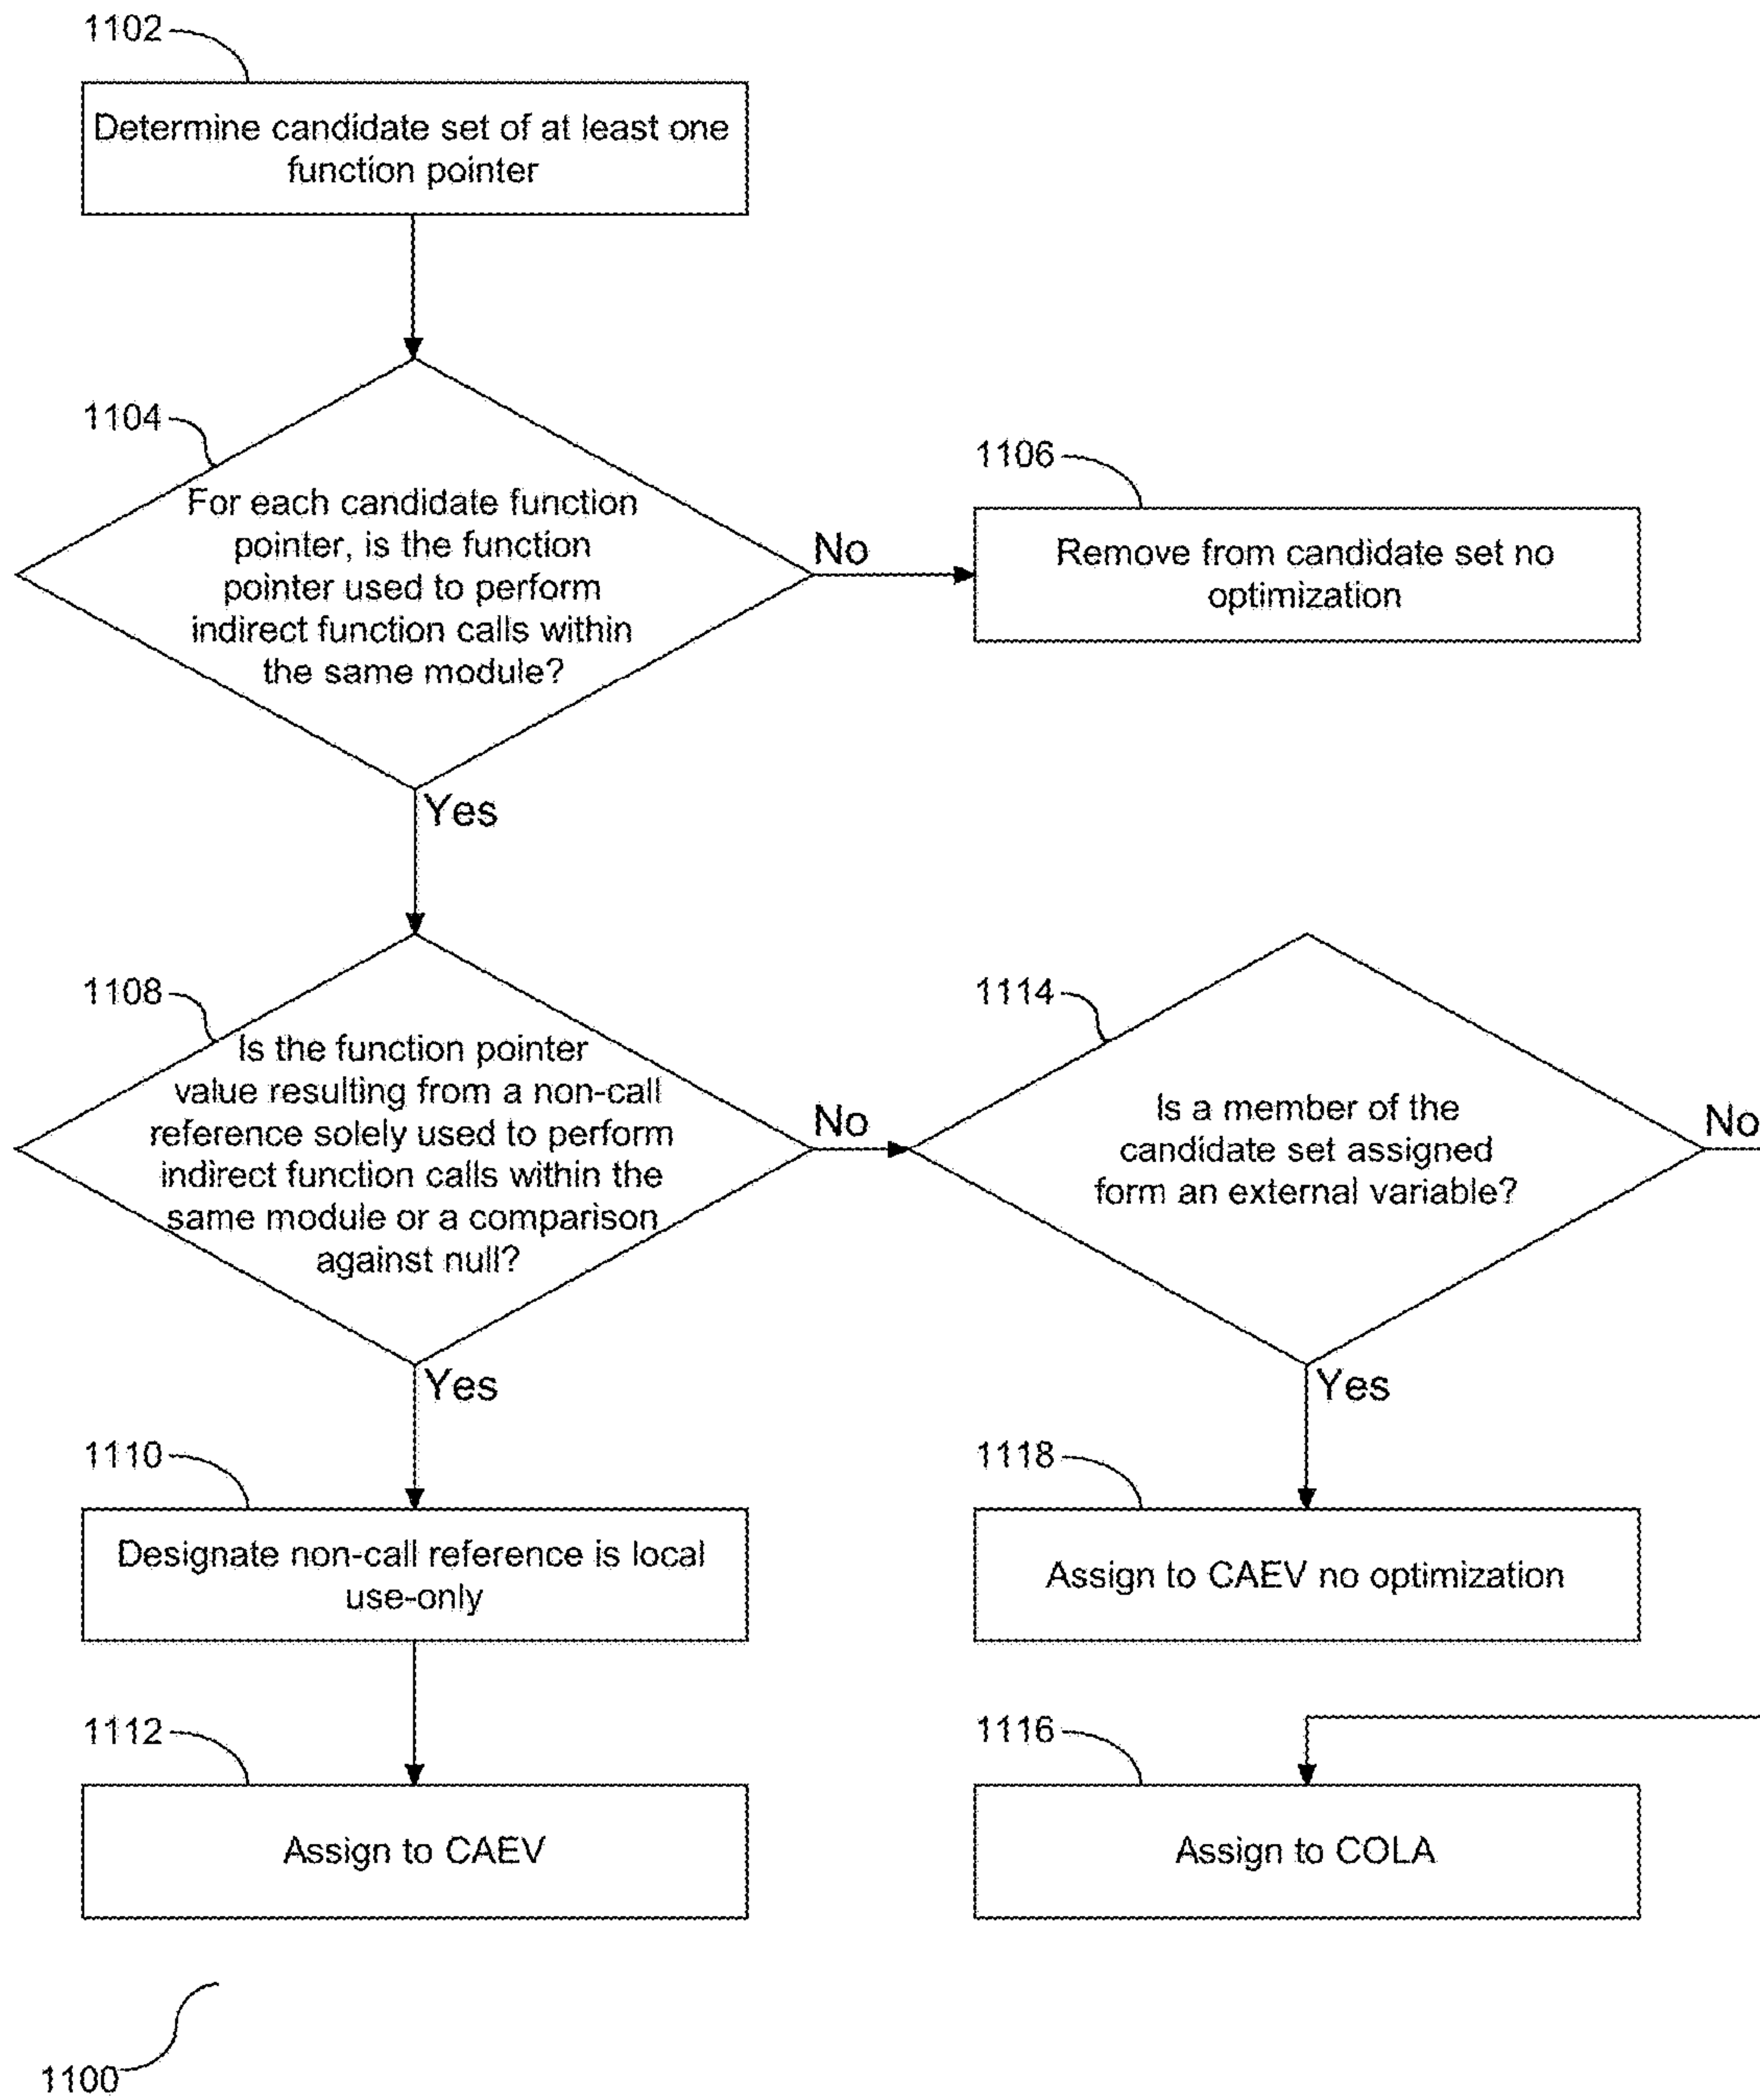 1102
Determine candidate set of at least one
function pointer
1104
For each candidate function
pointer, is the function
pointer used to perform
indirect function calls within
the same module?
No
1106
Remove from candidate set no
optimization
Yes
1108
Is the function pointer
value resulting from a non-call
reference solely used to perform
indirect function calls within the
same module or a comparison
against null?
No
1114
Is a member of the
candidate set assigned
form an external variable?
No
Yes
Yes
1110
Designate non-call reference is local
use-only
1118
Assign to CAEV no optimization
1112
Assign to CAEV
1116
Assign to COLA
1100